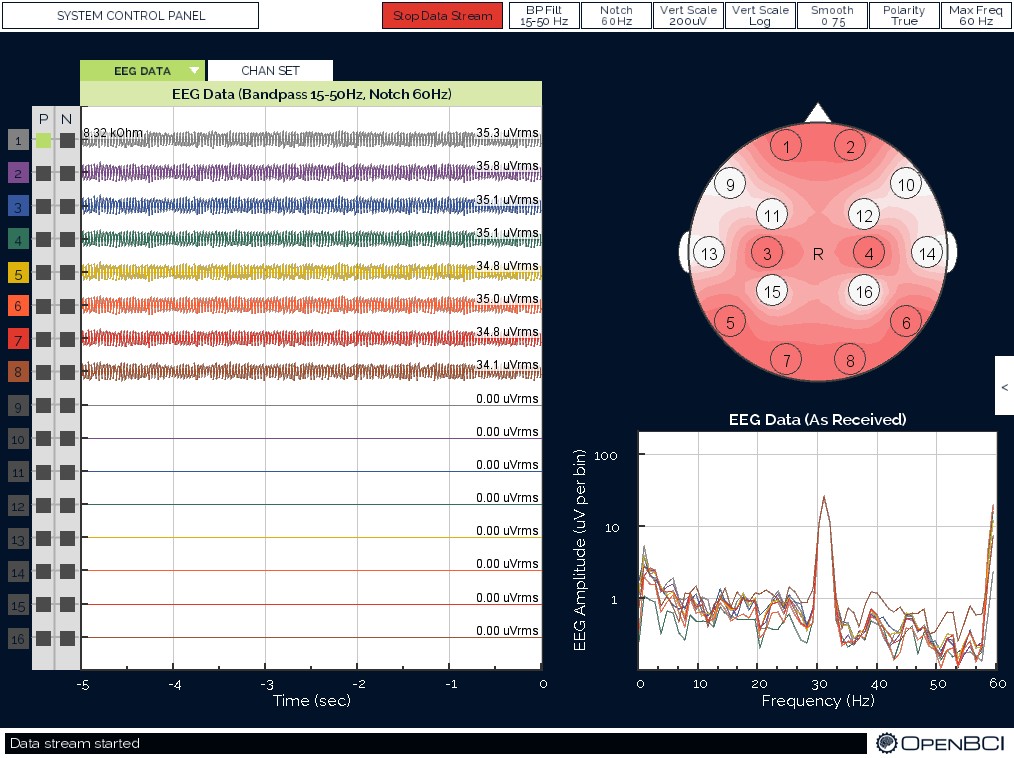 SYSTEM CONTROL PANEL
Stop Data Stream
BP Filt
15-50 Hz
Notch
60Hz
Vert Scale
200uV
Vert Scale
Log
Smooth
0.75
Polarity
True
Max Freq
60 Hz
EEG DATA
CHAN SET
EEG Data (Bandpass 15-50Hz, Notch 60Hz)
P N
1 8.32 kOhm 35.3 uVrms
2 35.8 uVrms
3 35.1 uVrms
4 35.1 uVrms
5 34.8 uVrms
6 35.0 uVrms
7 34.8 uVrms
8 34.1 uVrms
9 0.00 uVrms
10 0.00 uVrms
11 0.00 uVrms
12 0.00 uVrms
13 0.00 uVrms
14 0.00 uVrms
15 0.00 uVrms
16 0.00 uVrms
-5 -4 -3 -2 -1 0
Time (sec)
1 2
9 10
11 12
13 3 R 4 14
15 16
5 6
7 8
<
EEG Data (As Received)
EEG Amplitude (uV per bin)
100
10
1
0 10 20 30 40 50 60
Frequency (Hz)
Data stream started
OPENBCI